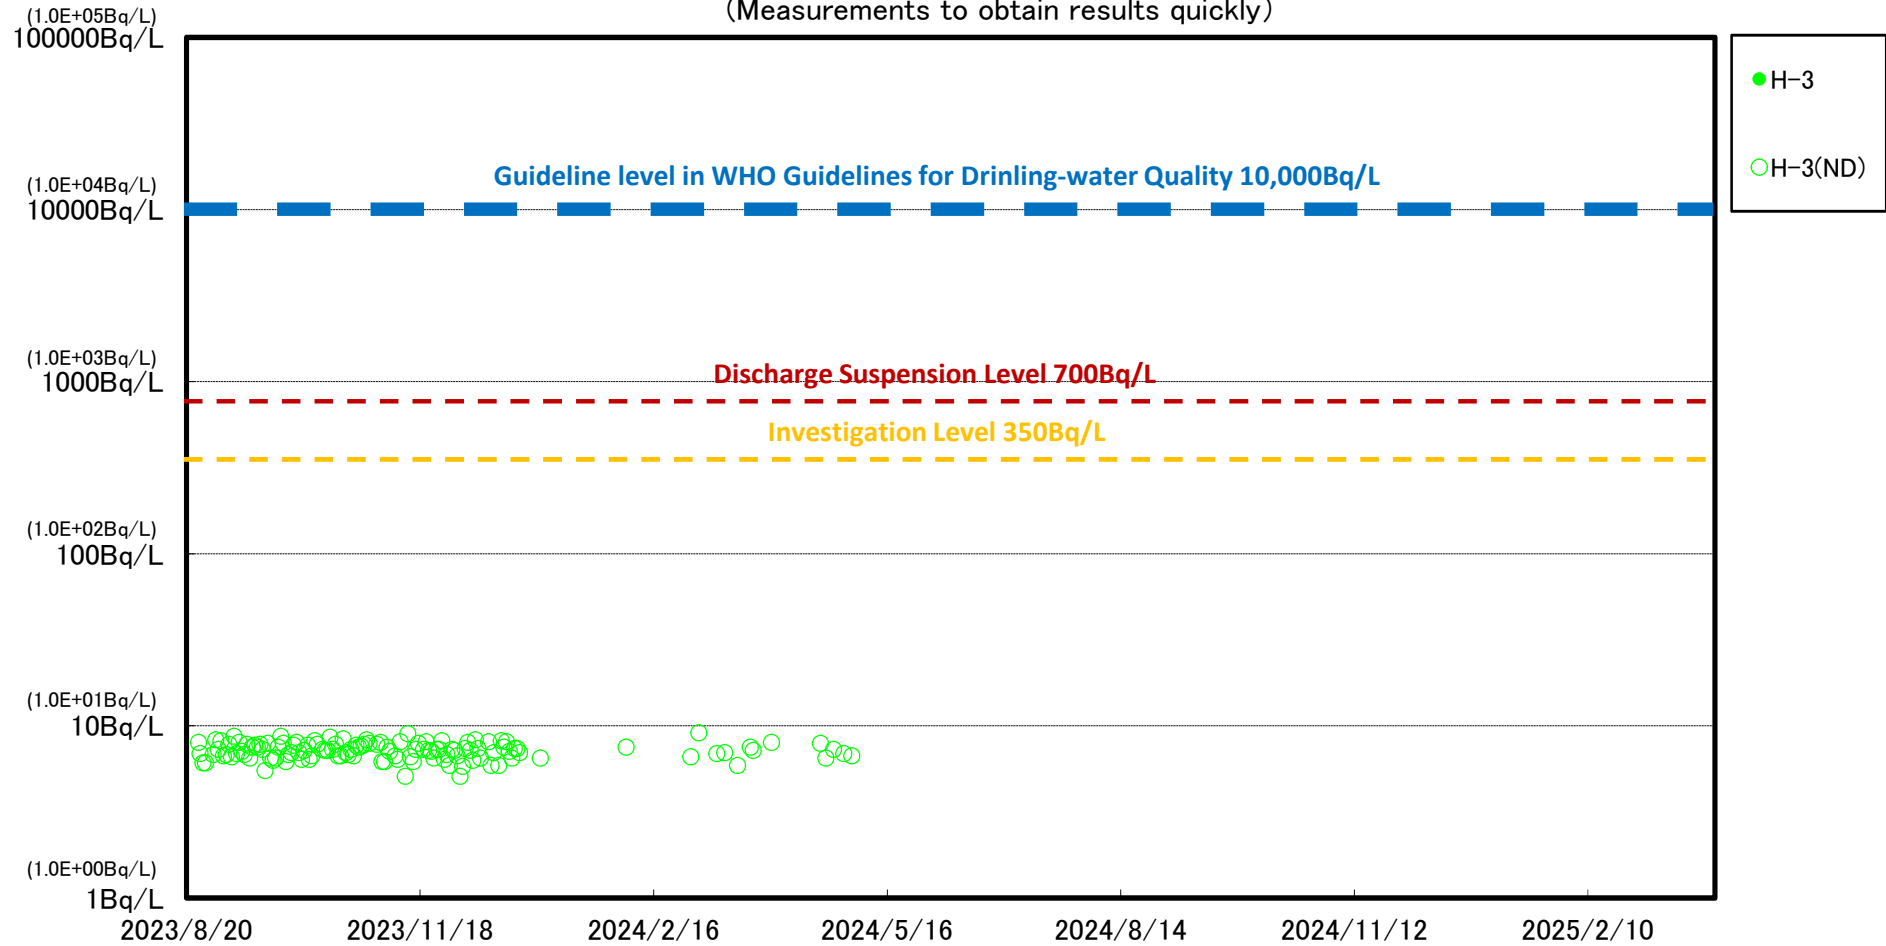 (Measurements to obtain results quickly)
(1.0E+05Bq/L)
100000Bq/L
H-3
H-3(ND)
Guideline level in WHO Guidelines for Drinling-water Quality 10,000Bq/L
(1.0E+04Bq/L)
10000Bq/L
(1.0E+03Bq/L)
1000Bq/L
Discharge Suspension Level 700Bq/L
Investigation Level 350Bq/L
(1.0E+02Bq/L)
100Bq/L
(1.0E+01Bq/L)
10Bq/L
(1.0E+00Bq/L)
1Bq/L
2023/8/20 2023/11/18 2024/2/16 2024/5/16 2024/8/14 2024/11/12 2025/2/10